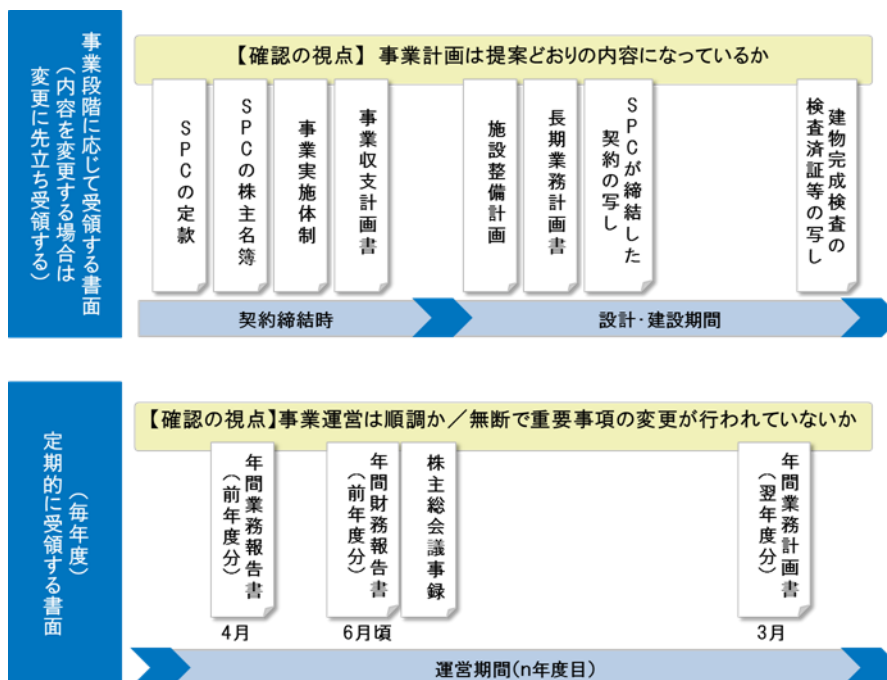 事業段階に応じて受領する書面
（内容を変更する場合は
変更に先立ち受領する）
【確認の視点】 事業計画は提案どおりの内容になっているか
SPCの定款
SPCの株主名簿
事業実施体制
事業収支計画書
施設整備計画
長期業務計画書
SPCが締結した
契約の写し
建物完成検査の
検査済証等の写し
契約締結時
設計・建設期間
定期的に受領する書面
（毎年度）
【確認の視点】事業運営は順調か／無断で重要事項の変更が行われていないか
年間業務報告書
（前年度分）
年間財務報告書
（前年度分）
株主総会議事録
年間業務計画書
（翌年度分）
4月
6月頃
3月
運営期間(n年度目)